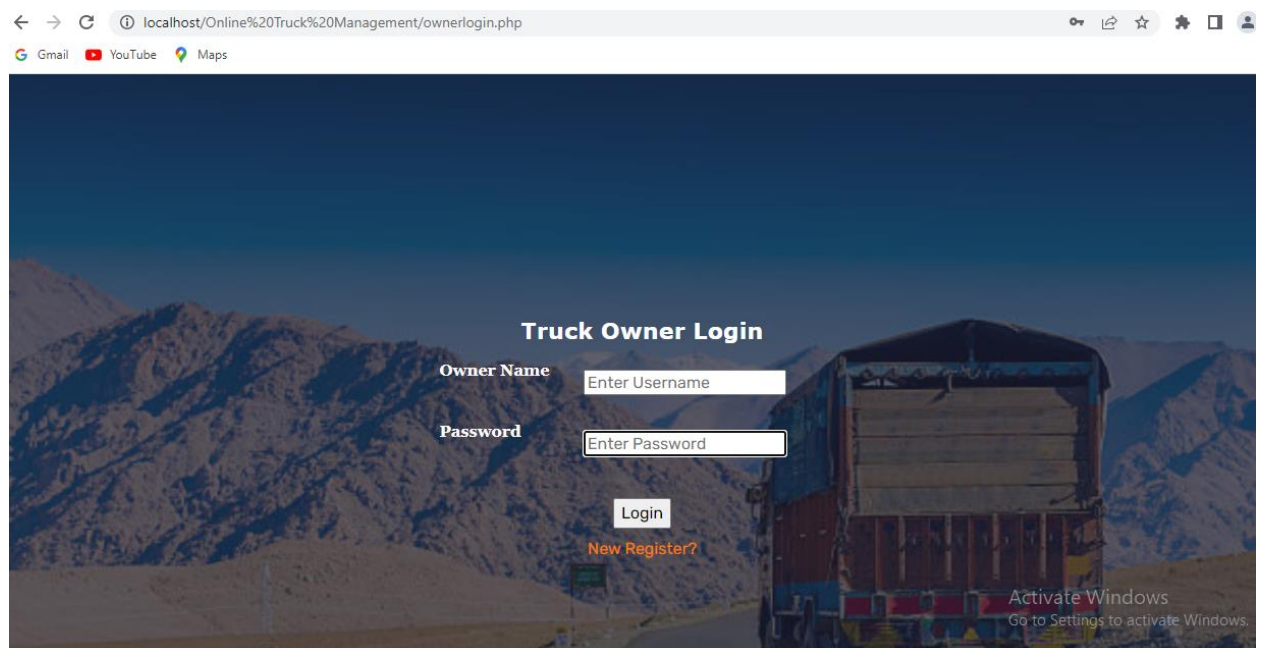 localhost/Online%20Truck%20Management/ownerlogin.php
Gmail YouTube Maps
Truck Owner Login
Owner Name Enter Username
Password Enter Password
Login
New Register?
Activate Windows
Go to Settings to activate Windows.